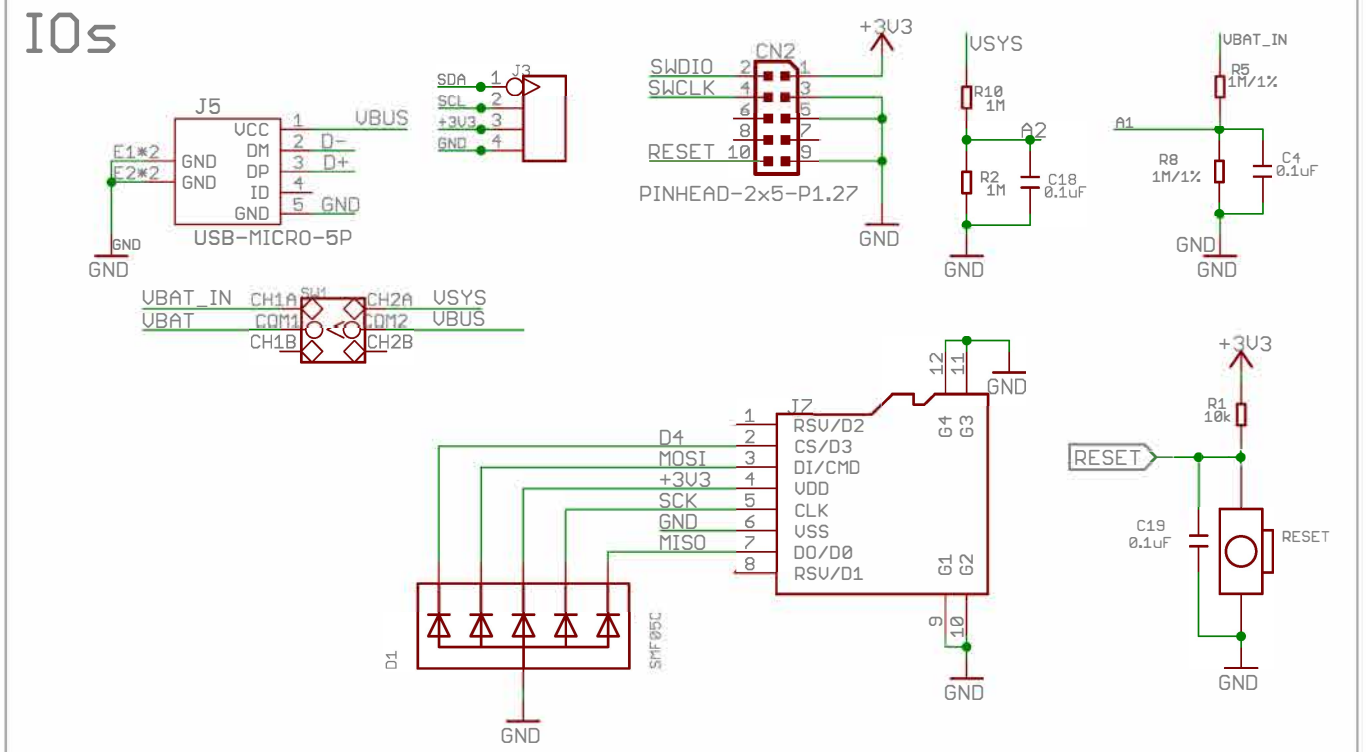 IOs
J5
VCC 1 VBUS
DM 2 D-
DP 3 D+
ID 4
GND 5 GND
E1*2 GND
E2*2 GND
USB-MICRO-5P
GND
GND
J3
SDA 1
SCL 2
+3V3 3
GND 4
+3V3
CN2
SWDIO 2 1
SWCLK 4 3
6 5
8 7
RESET 10 9
PINHEAD-2x5-P1.27
GND
VSYS
R10
1M
A2
R2
1M
C18
0.1uF
GND
VBAT_IN
R5
1M/1%
A1
R8
1M/1%
C4
0.1uF
GND
GND
SW1
VBAT_IN CH1A CH2A VSYS
VBAT COM1 COM2 VBUS
CH1B CH2B
12 11
GND
J7
G4 G3
1 RSV/D2
D4 2 CS/D3
MOSI 3 DI/CMD
+3V3 4 VDD
SCK 5 CLK
GND 6 VSS
MISO 7 DO/D0
8 RSV/D1
G1 G2
9 10
GND
D1
SMF05C
GND
+3V3
R1
10k
RESET
C19
0.1uF
RESET
GND